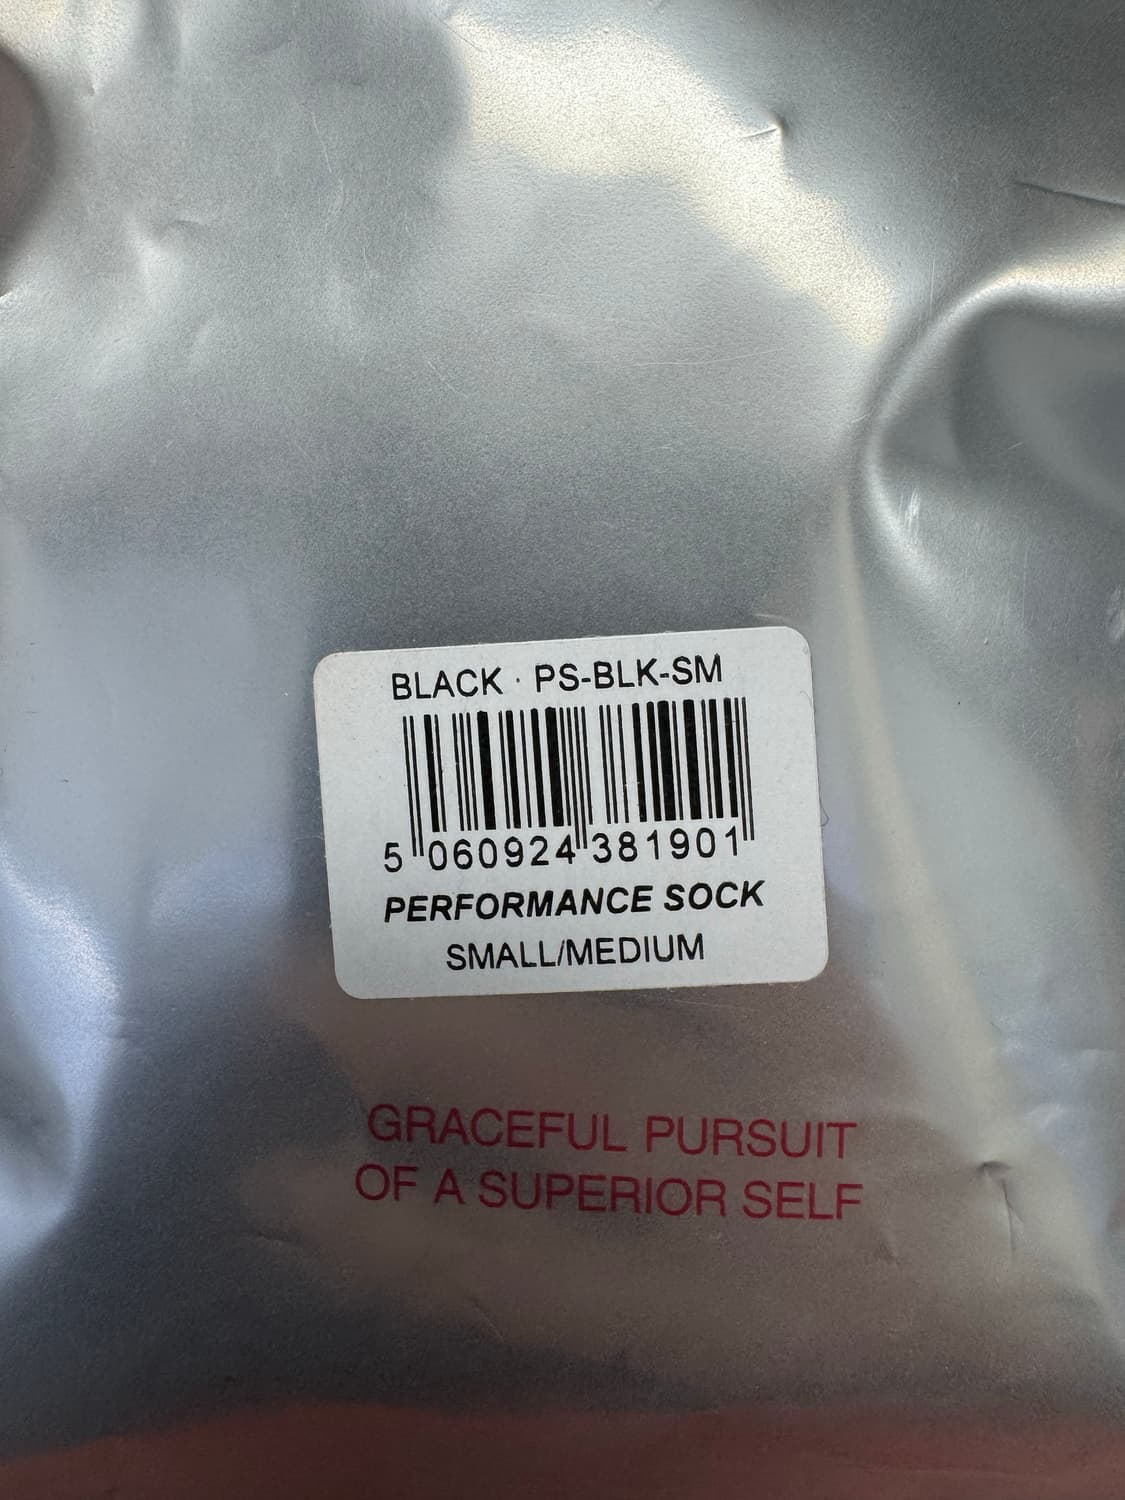 BLACK · PS-BLK-SM
5 060924 381901
PERFORMANCE SOCK
SMALL/MEDIUM
GRACEFUL PURSUIT
OF A SUPERIOR SELF